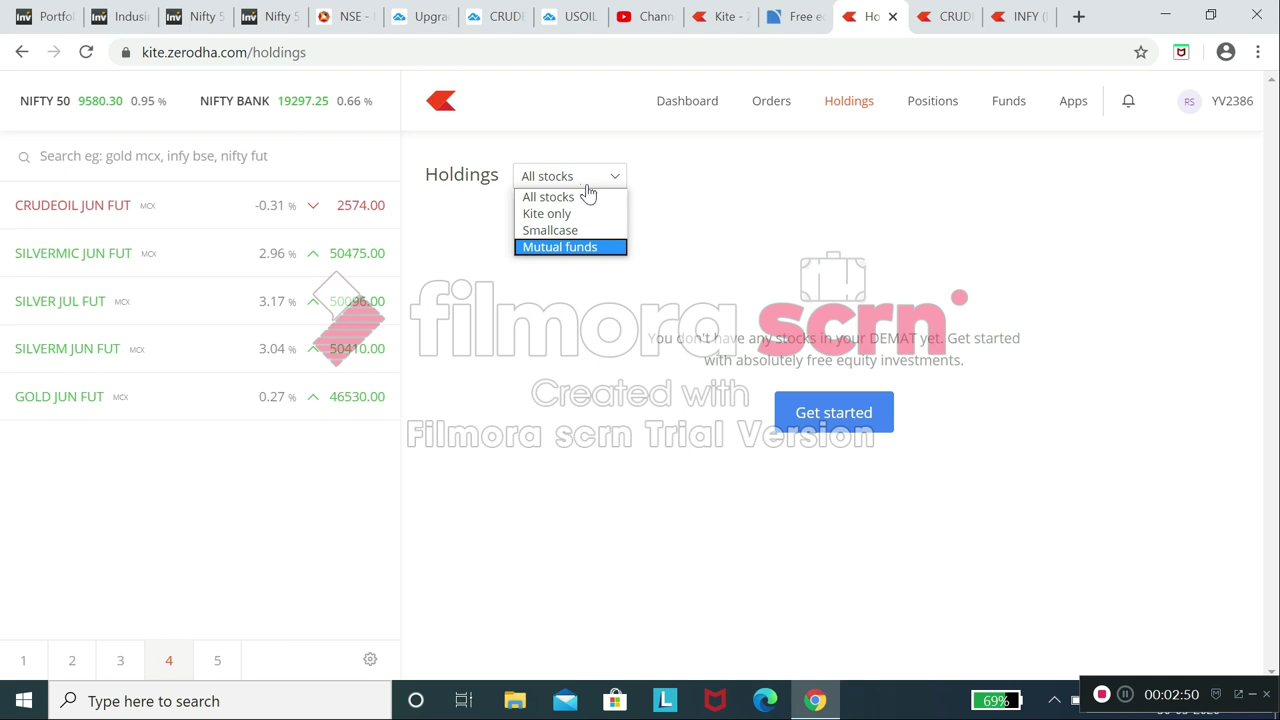 Portfo
Indusin
Nifty 5
Nifty 5
NSE -
Upgra
CRUDE
USOIL
Chann
Kite - Z
Free e
Ho
CRUD
INFY (
kite.zerodha.com/holdings
NIFTY 50 9580.30 0.95 %
NIFTY BANK 19297.25 0.66 %
Dashboard
Orders
Holdings
Positions
Funds
Apps
RS YV2386
Search eg: gold mcx, infy bse, nifty fut
CRUDEOIL JUN FUT MCX -0.31 % 2574.00
SILVERMIC JUN FUT MCX 2.96 % 50475.00
SILVER JUL FUT MCX 3.17 % 50096.00
SILVERM JUN FUT MCX 3.04 % 50410.00
GOLD JUN FUT MCX 0.27 % 46530.00
1 2 3 4 5
Holdings
All stocks
All stocks
Kite only
Smallcase
Mutual funds
You don't have any stocks in your DEMAT yet. Get started
with absolutely free equity investments.
Get started
filmora scrn
Created with
Filmora scrn Trial Version
Type here to search
L
69%
00:02:50